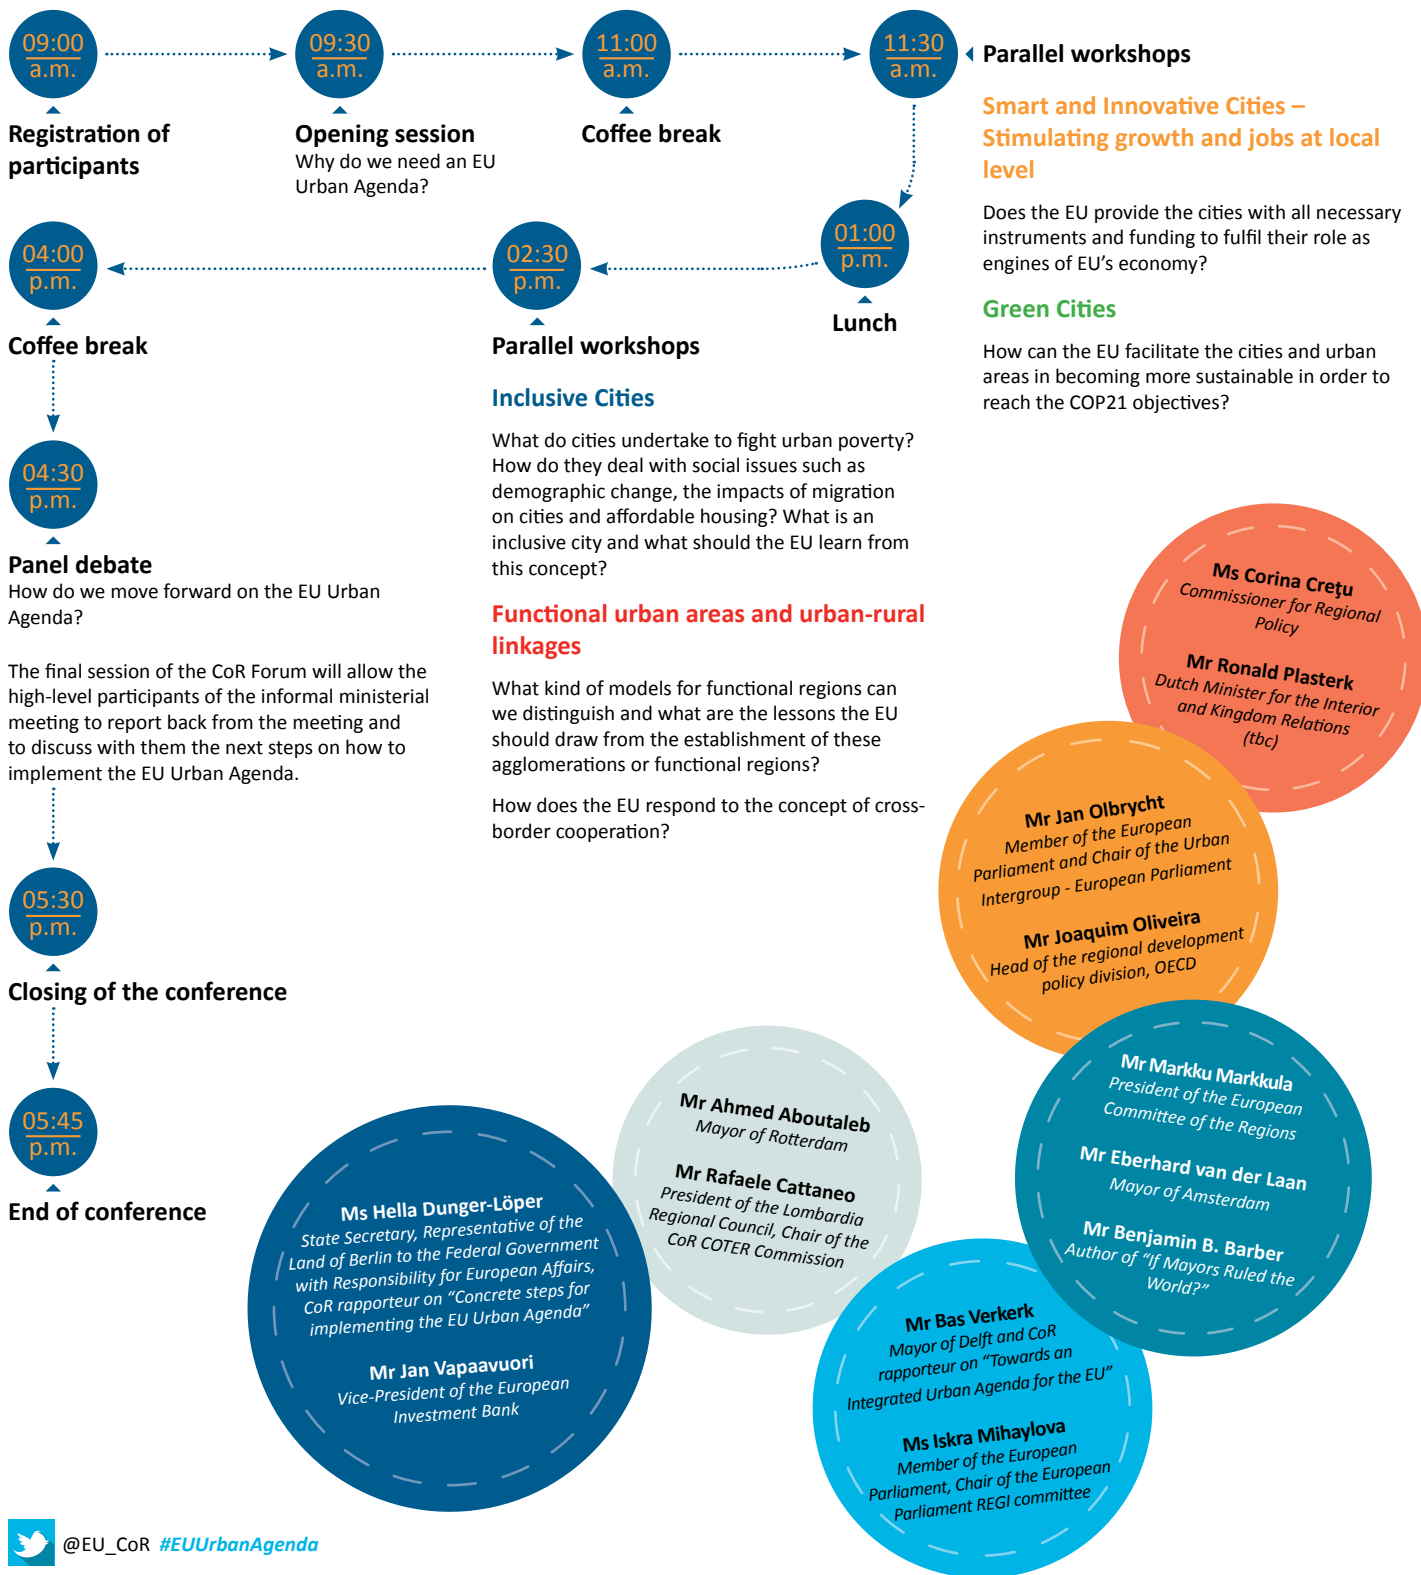 09:00
a.m.
Registration of
participants
09:30
a.m.
Opening session
Why do we need an EU
Urban Agenda?
11:00
a.m.
Coffee break
11:30
a.m.
Parallel workshops
Smart and Innovative Cities –
Stimulating growth and jobs at local
level
Does the EU provide the cities with all necessary
instruments and funding to fulfil their role as
engines of EU's economy?
Green Cities
How can the EU facilitate the cities and urban
areas in becoming more sustainable in order to
reach the COP21 objectives?
01:00
p.m.
Lunch
02:30
p.m.
Parallel workshops
Inclusive Cities
What do cities undertake to fight urban poverty?
How do they deal with social issues such as
demographic change, the impacts of migration
on cities and affordable housing? What is an
inclusive city and what should the EU learn from
this concept?
Functional urban areas and urban-rural
linkages
What kind of models for functional regions can
we distinguish and what are the lessons the EU
should draw from the establishment of these
agglomerations or functional regions?
How does the EU respond to the concept of cross-
border cooperation?
04:00
p.m.
Coffee break
04:30
p.m.
Panel debate
How do we move forward on the EU Urban
Agenda?
The final session of the CoR Forum will allow the
high-level participants of the informal ministerial
meeting to report back from the meeting and
to discuss with them the next steps on how to
implement the EU Urban Agenda.
05:30
p.m.
Closing of the conference
05:45
p.m.
End of conference
Ms Corina Creţu
Commissioner for Regional
Policy
Mr Ronald Plasterk
Dutch Minister for the Interior
and Kingdom Relations
(tbc)
Mr Jan Olbrycht
Member of the European
Parliament and Chair of the Urban
Intergroup - European Parliament
Mr Joaquim Oliveira
Head of the regional development
policy division, OECD
Mr Markku Markkula
President of the European
Committee of the Regions
Mr Eberhard van der Laan
Mayor of Amsterdam
Mr Benjamin B. Barber
Author of “If Mayors Ruled the
World?”
Mr Ahmed Aboutaleb
Mayor of Rotterdam
Mr Rafaele Cattaneo
President of the Lombardia
Regional Council, Chair of the
CoR COTER Commission
Ms Hella Dunger-Löper
State Secretary, Representative of the
Land of Berlin to the Federal Government
with Responsibility for European Affairs,
CoR rapporteur on “Concrete steps for
implementing the EU Urban Agenda”
Mr Jan Vapaavuori
Vice-President of the European
Investment Bank
Mr Bas Verkerk
Mayor of Delft and CoR
rapporteur on “Towards an
Integrated Urban Agenda for the EU”
Ms Iskra Mihaylova
Member of the European
Parliament, Chair of the European
Parliament REGI committee
@EU_CoR #EUUrbanAgenda